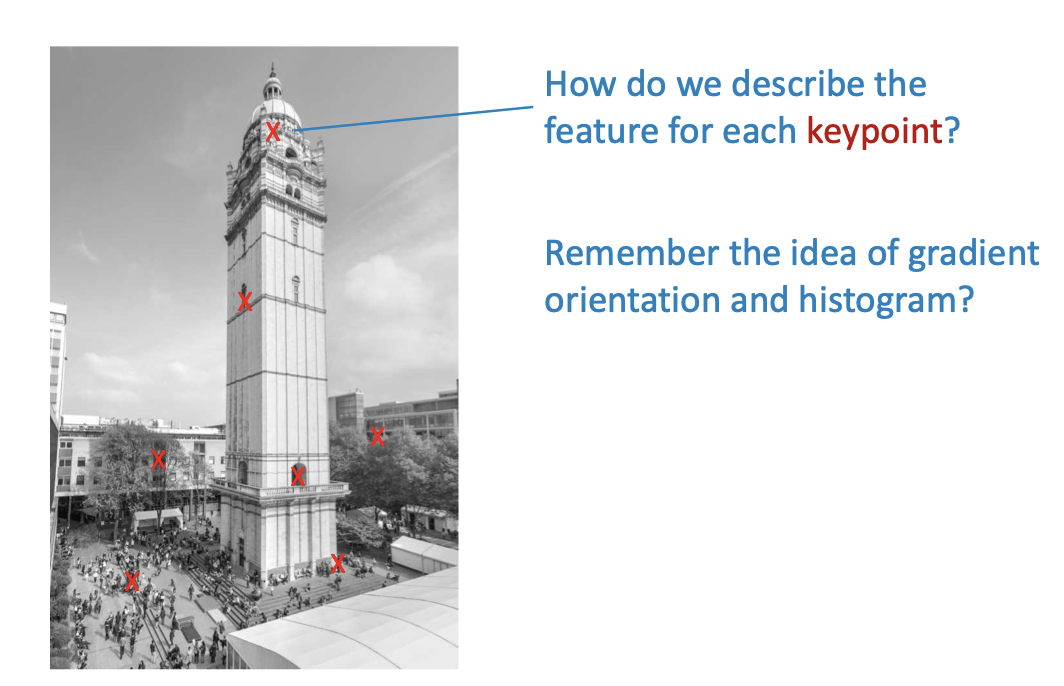 How do we describe the
feature for each keypoint?
Remember the idea of gradient
orientation and histogram?
X
X
X
X
X
X
X